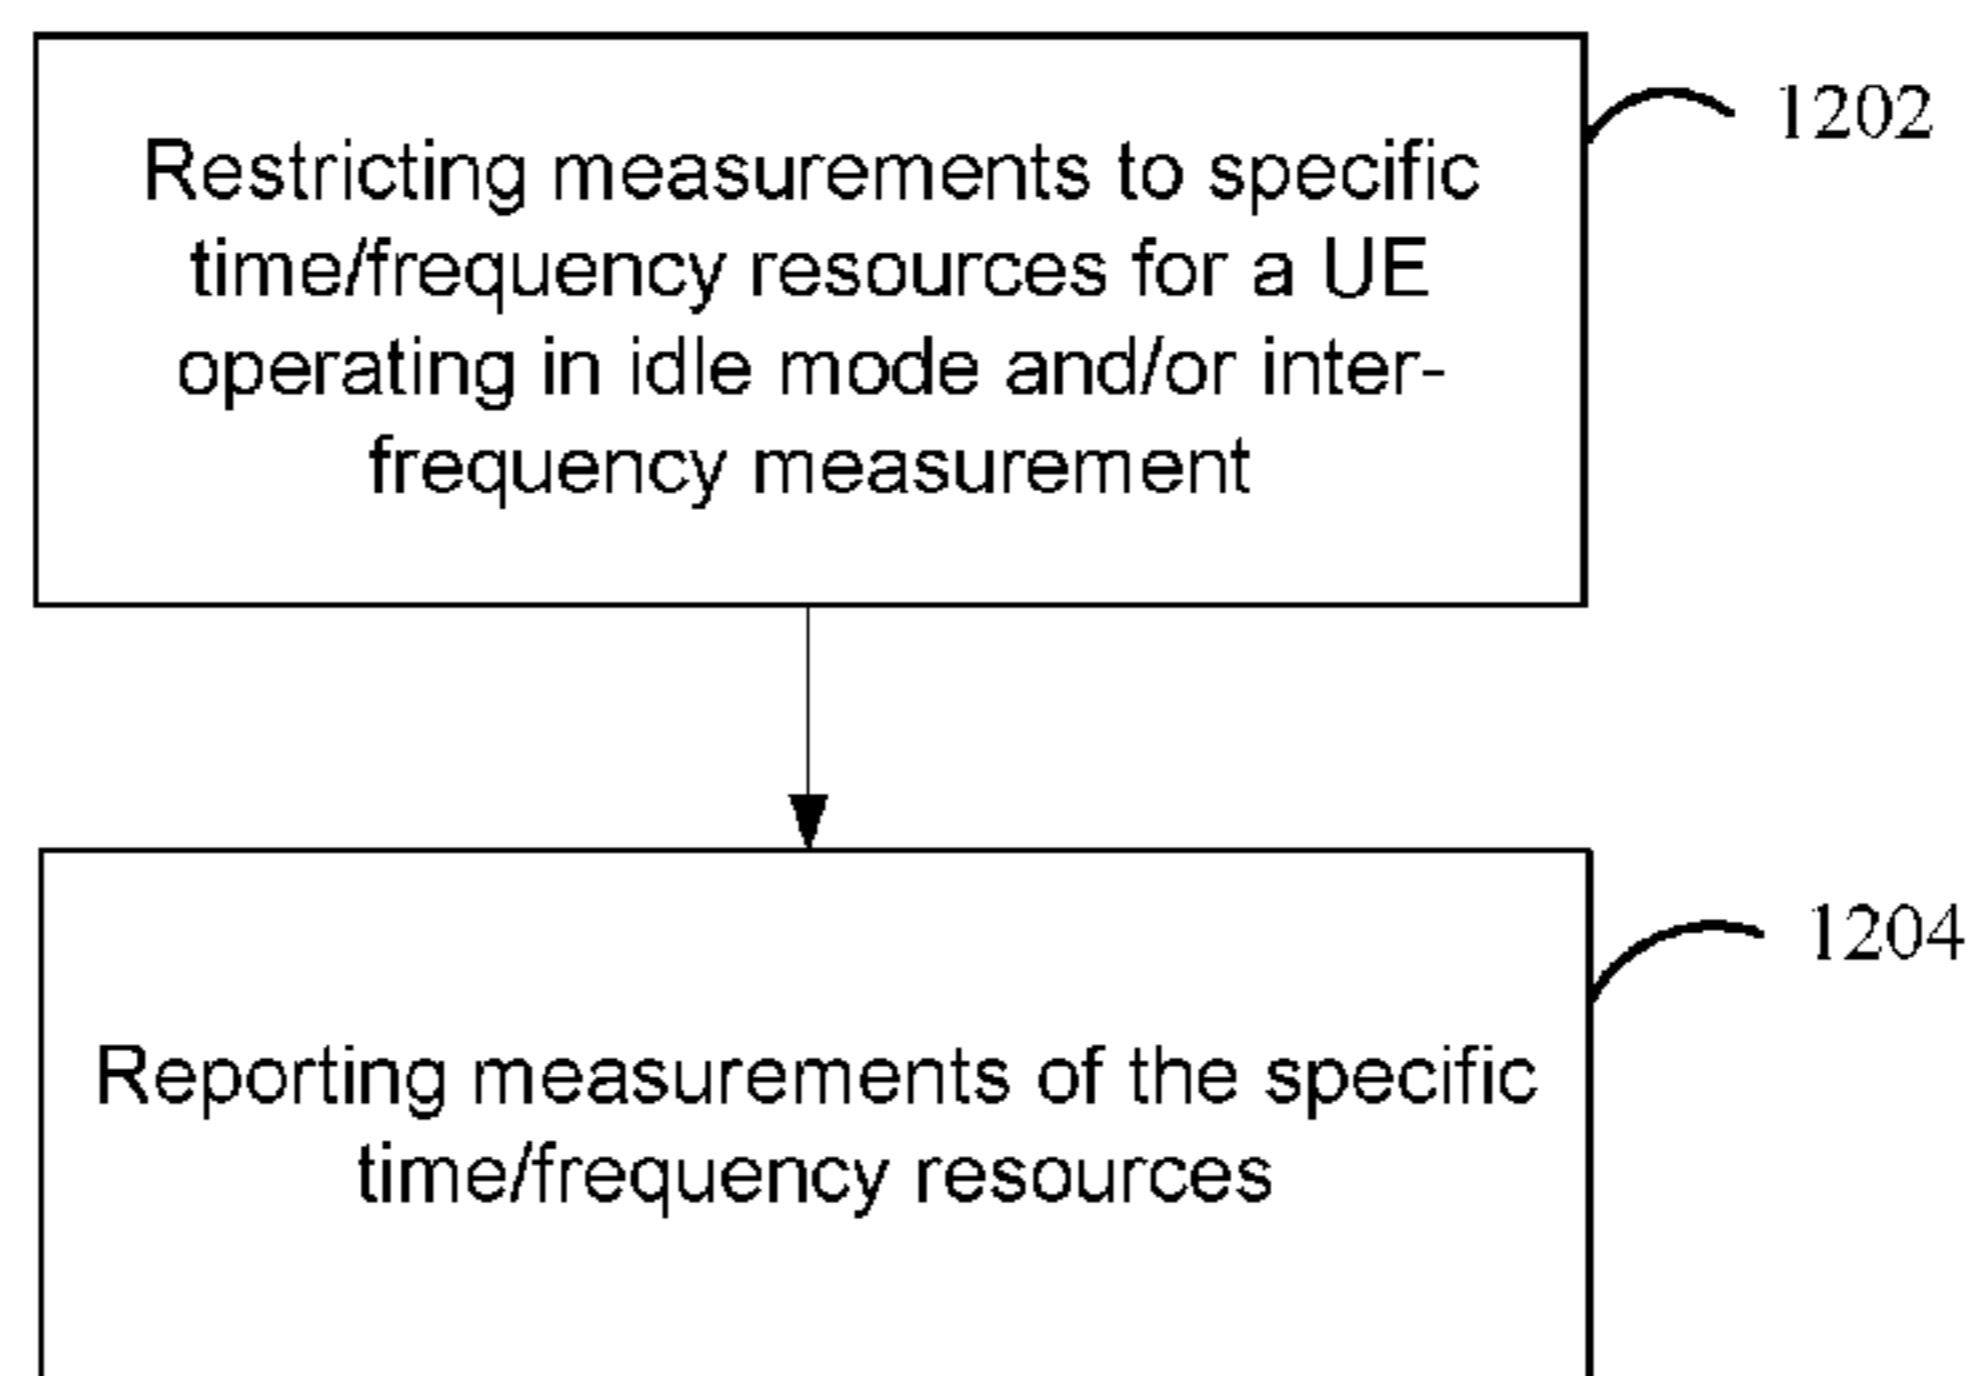 Restricting measurements to specific
time/frequency resources for a UE
operating in idle mode and/or inter-
frequency measurement
1202
Reporting measurements of the specific
time/frequency resources
1204